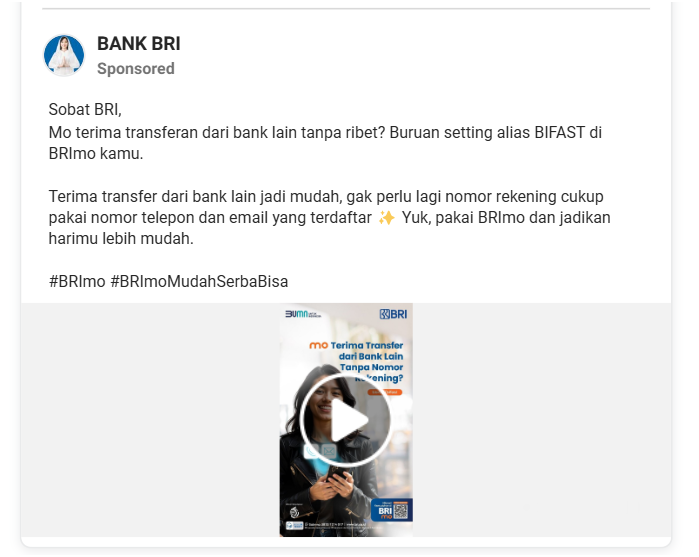 BANK BRI
Sponsored
Sobat BRI,
Mo terima transferan dari bank lain tanpa ribet? Buruan setting alias BIFAST di
BRImo kamu.
Terima transfer dari bank lain jadi mudah, gak perlu lagi nomor rekening cukup
pakai nomor telepon dan email yang terdaftar ✨ Yuk, pakai BRImo dan jadikan
harimu lebih mudah.
#BRImo #BRImoMudahSerbaBisa
BUMN
BRI
mo Terima Transfer
dari Bank Lain
Tanpa Nomor
Rekening?
BRI
mo